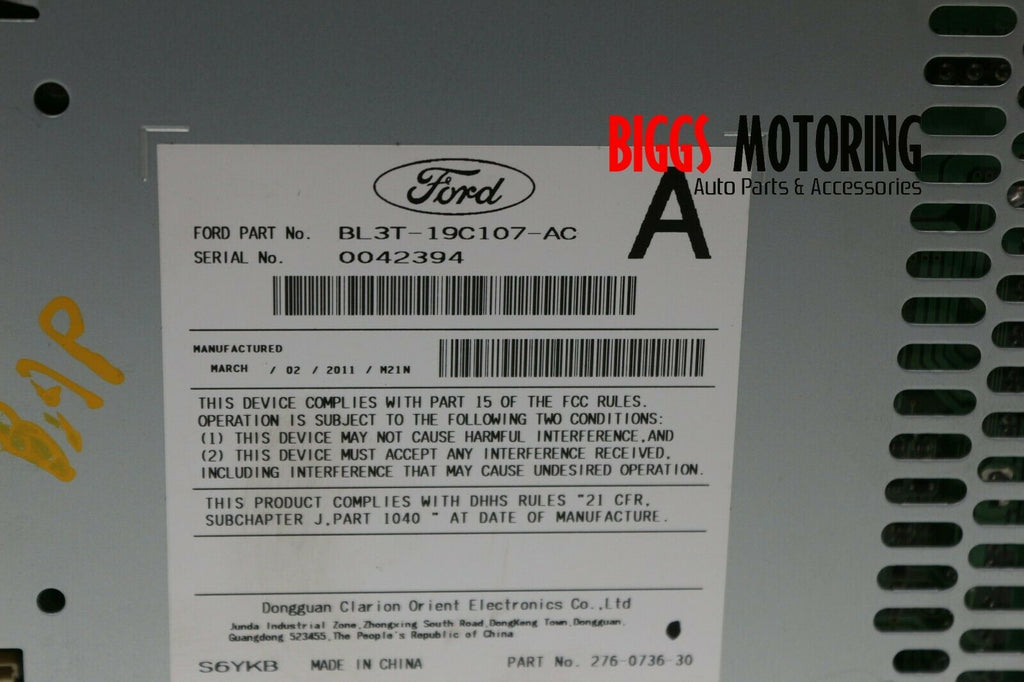 BIGGS MOTORING
Auto Parts & Accessories
Ford
A
FORD PART No. BL3T-19C107-AC
SERIAL No. 0042394
MANUFACTURED
MARCH / 02 / 2011 / M21N
THIS DEVICE COMPLIES WITH PART 15 OF THE FCC RULES.
OPERATION IS SUBJECT TO THE FOLLOWING TWO CONDITIONS:
(1) THIS DEVICE MAY NOT CAUSE HARMFUL INTERFERENCE,AND
(2) THIS DEVICE MUST ACCEPT ANY INTERFERENCE RECEIVED,
INCLUDING INTERFERENCE THAT MAY CAUSE UNDESIRED OPERATION.
THIS PRODUCT COMPLIES WITH DHHS RULES "21 CFR,
SUBCHAPTER J,PART 1040 " AT DATE OF MANUFACTURE.
Dongguan Clarion Orient Electronics Co.,Ltd
Junda Industrial Zone,Zhongxing South Road,DongKeng Town,Dongguan,
Guangdong 523455,The People's Republic of China
S6YKB MADE IN CHINA PART No. 276-0736-30